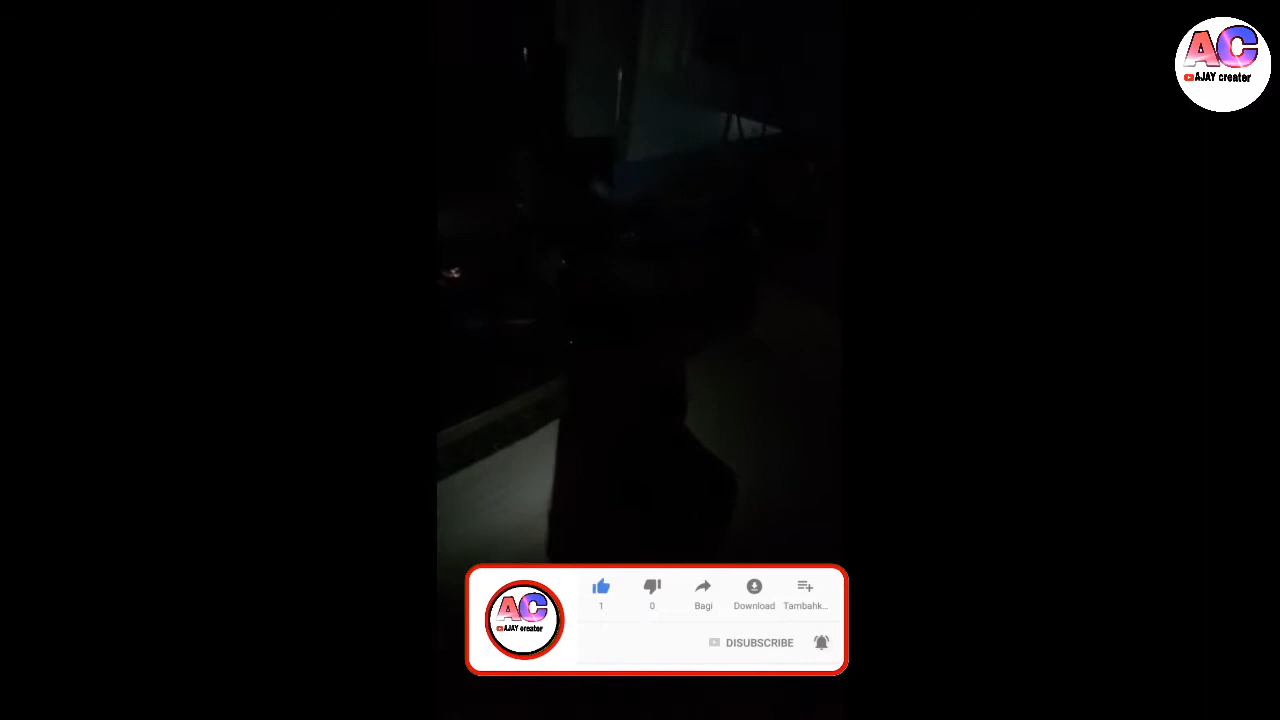 AC
AJAY creater
AC
AJAY creater
1
0
Bagi
Download
Tambahk...
DISUBSCRIBE